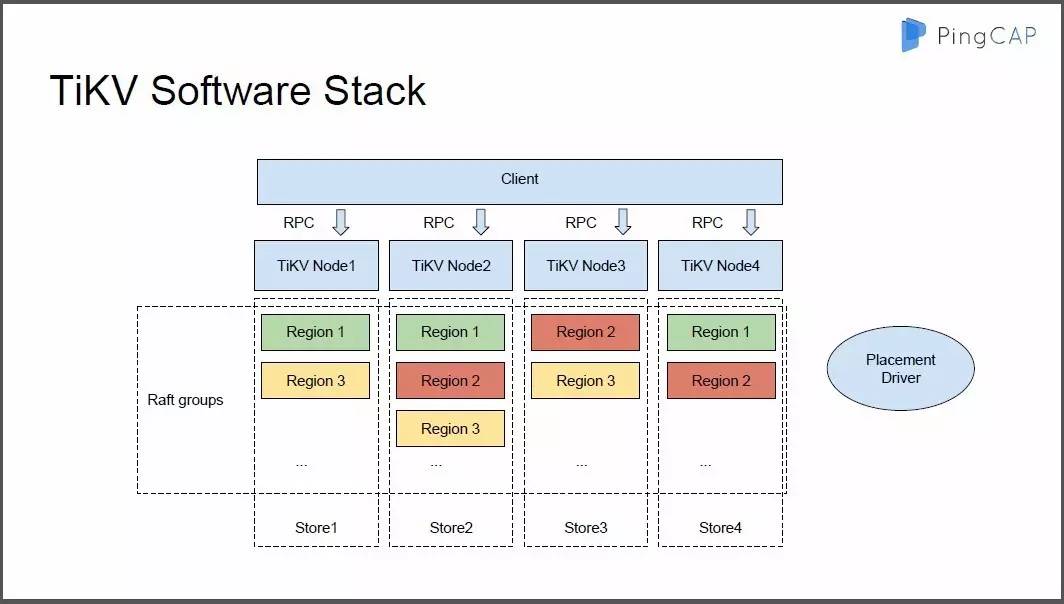 PingCAP
TiKV Software Stack
Client
RPC RPC RPC RPC
TiKV Node1 TiKV Node2 TiKV Node3 TiKV Node4
Region 1 Region 1 Region 2 Region 1
Region 3 Region 2 Region 3 Region 2
Placement
Driver
Raft groups
Region 3
... ... ... ...
Store1 Store2 Store3 Store4